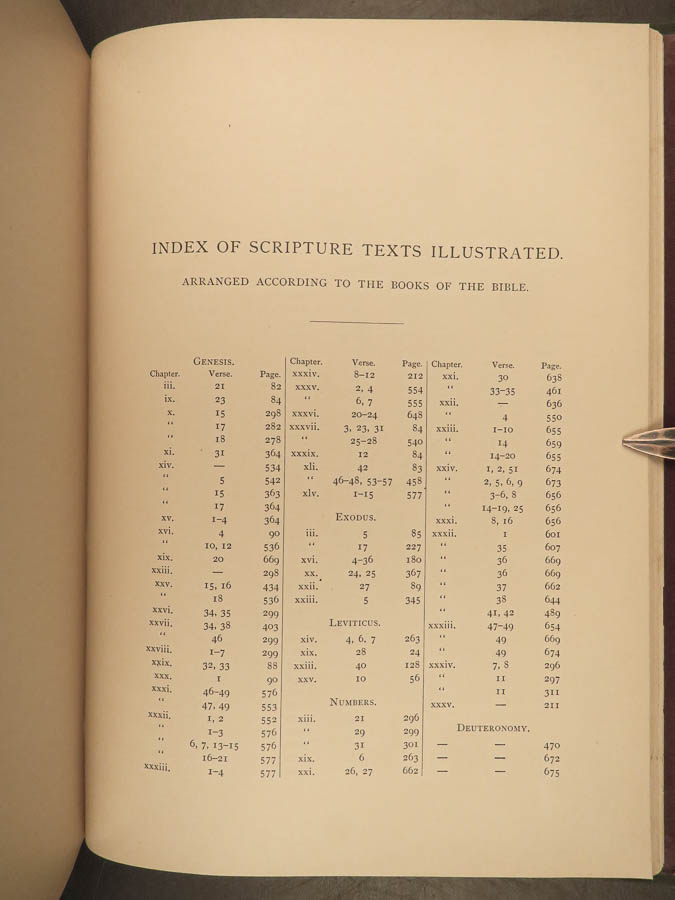 INDEX OF SCRIPTURE TEXTS ILLUSTRATED.
ARRANGED ACCORDING TO THE BOOKS OF THE BIBLE.
GENESIS.
Chapter. Verse. Page.
iii. 21 82
ix. 23 84
x. 15 298
" 17 282
" 18 278
xi. 31 364
xiv. — 534
" 5 542
" 15 363
" 17 364
xv. 1-4 364
xvi. 4 90
" 10, 12 536
xix. 20 669
xxiii. — 298
xxv. 15, 16 434
" 18 536
xxvi. 34, 35 299
xxvii. 34, 38 403
" 46 299
xxviii. 1-7 299
xxix. 32, 33 88
xxx. 1 90
xxxi. 46-49 576
" 47, 49 553
xxxii. 1, 2 552
" 1-3 576
" 6, 7, 13-15 576
" 16-21 577
xxxiii. 1-4 577
Chapter. Verse. Page.
xxxiv. 8-12 212
xxxv. 2, 4 554
" 6, 7 555
xxxvi. 20-24 648
xxxvii. 3, 23, 31 84
" 25-28 540
xxxix. 12 84
xli. 42 83
" 46-48, 53-57 458
xlv. 1-15 577
EXODUS.
iii. 5 85
" 17 227
xvi. 4-36 180
xx. 24, 25 367
xxii. 27 89
xxiii. 5 345
LEVITICUS.
xiv. 4, 6, 7 263
xix. 28 24
xxiii. 40 128
xxv. 10 56
NUMBERS.
xiii. 21 296
" 29 299
" 31 301
xix. 6 263
xxi. 26, 27 662
Chapter. Verse. Page.
xxi. 30 638
" 33-35 461
xxii. — 636
" 4 550
xxiii. 1-10 655
" 14 659
" 14-20 655
xxiv. 1, 2, 51 674
" 2, 5, 6, 9 673
" 3-6, 8 656
" 14-19, 25 656
xxxi. 8, 16 656
xxxii. 1 601
" 35 607
" 36 669
" 36 669
" 37 662
" 38 644
" 41, 42 489
xxxiii. 47-49 654
" 49 669
" 49 674
xxxiv. 7, 8 296
" 11 297
" 11 311
xxxv. — 211
DEUTERONOMY.
— — 470
— — 672
— — 675